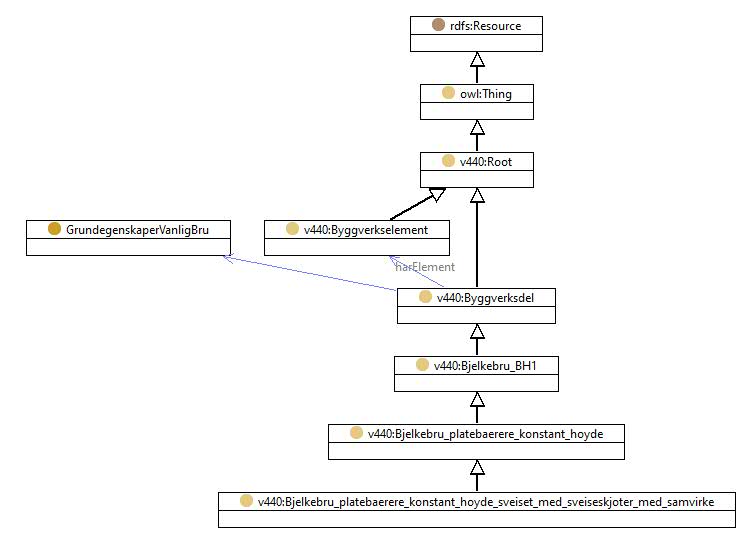 rdfs:Resource
owl:Thing
v440:Root
GrundegenskaperVanligBru
v440:Byggverkselement
harElement
v440:Byggverksdel
v440:Bjelkebru_BH1
v440:Bjelkebru_platebaerere_konstant_hoyde
v440:Bjelkebru_platebaerere_konstant_hoyde_sveiset_med_sveiseskjoter_med_samvirke